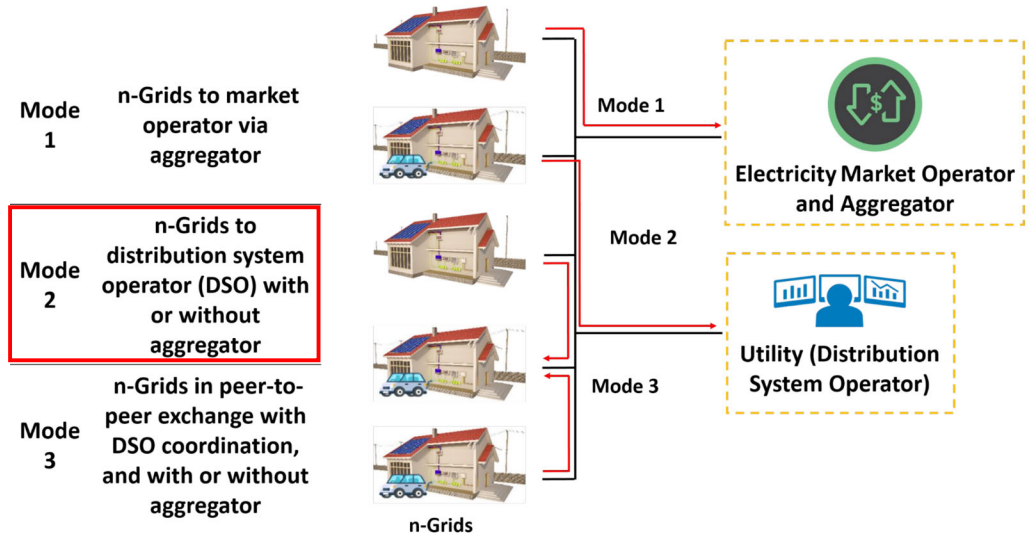 Mode
1
n-Grids to market
operator via
aggregator
Mode
2
n-Grids to
distribution system
operator (DSO) with
or without
aggregator
Mode
3
n-Grids in peer-to-
peer exchange with
DSO coordination,
and with or without
aggregator
n-Grids
Mode 1
Mode 2
Mode 3
$
Electricity Market Operator
and Aggregator
Utility (Distribution
System Operator)